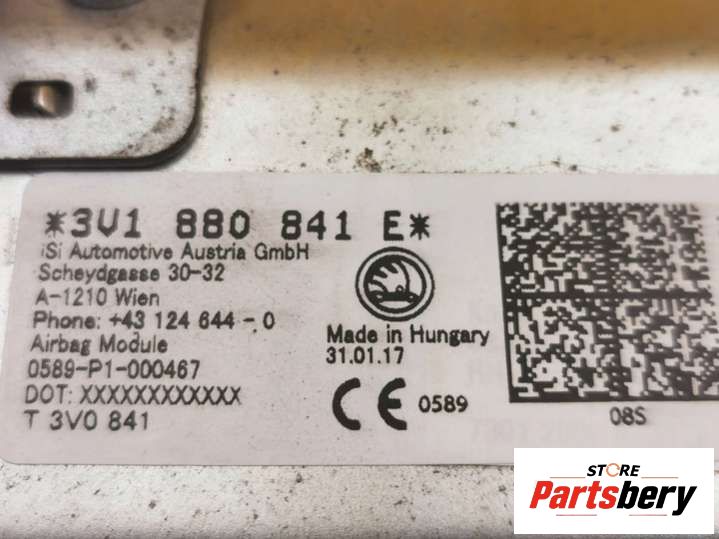 *3V1 880 841 E*
iSi Automotive Austria GmbH
Scheydgasse 30-32
A-1210 Wien
Phone: +43 124 644 - 0
Airbag Module
0589-P1-000467
DOT: XXXXXXXXXXXX
T 3V0 841
Made in Hungary
31.01.17
CE 0589
08S
STORE
Partsbery